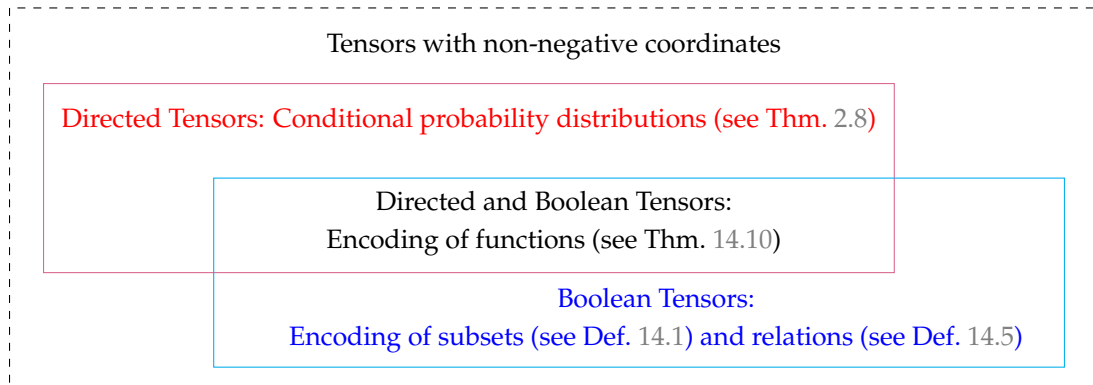 Tensors with non-negative coordinates
Directed Tensors: Conditional probability distributions (see Thm. 2.8)
Directed and Boolean Tensors:
Encoding of functions (see Thm. 14.10)
Boolean Tensors:
Encoding of subsets (see Def. 14.1) and relations (see Def. 14.5)